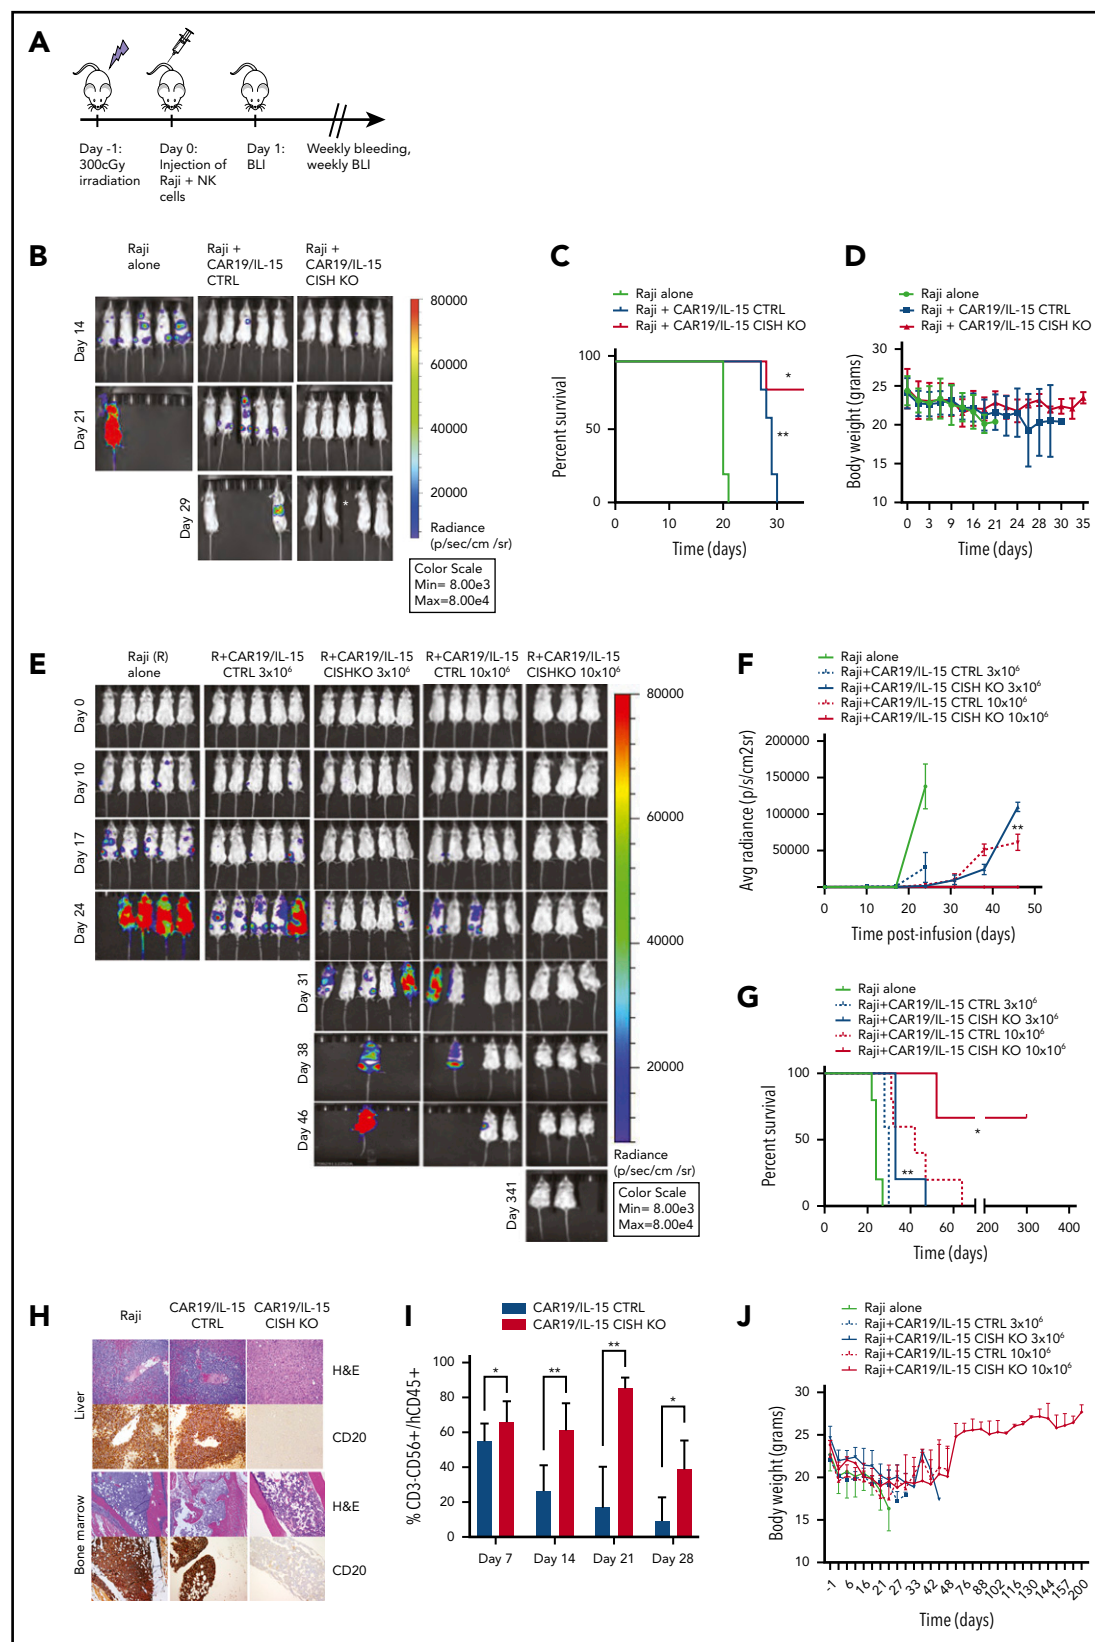 A
Day -1:
300cGy
irradiation
Day 0:
Injection of
Raji + NK
cells
Day 1:
BLI
Weekly bleeding,
weekly BLI
B
Raji
alone
Raji +
CAR19/IL-15
CTRL
Raji +
CAR19/IL-15
CISH KO
Day 14
Day 21
Day 29
*
80000
60000
40000
20000
Radiance
(p/sec/cm /sr)
Color Scale
Min= 8.00e3
Max=8.00e4
C
Raji alone
Raji + CAR19/IL-15 CTRL
Raji + CAR19/IL-15 CISH KO
Percent survival
100
50
0
*
**
0 10 20 30
Time (days)
D
Raji alone
Raji + CAR19/IL-15 CTRL
Raji + CAR19/IL-15 CISH KO
Body weight (grams)
30
25
20
15
10
0 3 9 16 21 24 28 30 35
Time (days)
E
Raji (R)
alone
R+CAR19/IL-15
CTRL 3x10⁶
R+CAR19/IL-15
CISHKO 3x10⁶
R+CAR19/IL-15
CTRL 10x10⁶
R+CAR19/IL-15
CISHKO 10x10⁶
Day 0
Day 10
Day 17
Day 24
Day 31
Day 38
Day 46
Day 341
80000
60000
40000
20000
Radiance
(p/sec/cm /sr)
Color Scale
Min= 8.00e3
Max=8.00e4
F
Raji alone
Raji+CAR19/IL-15 CTRL 3x10⁶
Raji+CAR19/IL-15 CISH KO 3x10⁶
Raji+CAR19/IL-15 CTRL 10x10⁶
Raji+CAR19/IL-15 CISH KO 10x10⁶
Avg radiance (p/s/cm2sr)
200000
150000
100000
50000
**
0 10 20 30 40 50
Time post-infusion (days)
G
Raji alone
Raji+CAR19/IL-15 CTRL 3x10⁶
Raji+CAR19/IL-15 CISH KO 3x10⁶
Raji+CAR19/IL-15 CTRL 10x10⁶
Raji+CAR19/IL-15 CISH KO 10x10⁶
Percent survival
100
50
0
**
*
0 20 40 60 200 300 400
Time (days)
H
Raji
CAR19/IL-15
CTRL
CAR19/IL-15
CISH KO
Liver
Bone marrow
H&E
CD20
H&E
CD20
I
CAR19/IL-15 CTRL
CAR19/IL-15 CISH KO
% CD3-CD56+/hCD45+
100
80
60
40
20
0
*
**
**
*
Day 7 Day 14 Day 21 Day 28
J
Raji alone
Raji+CAR19/IL-15 CTRL 3x10⁶
Raji+CAR19/IL-15 CISH KO 3x10⁶
Raji+CAR19/IL-15 CTRL 10x10⁶
Raji+CAR19/IL-15 CISH KO 10x10⁶
Body weight (grams)
30
25
20
15
10
-1 6 16 21 27 33 42 48 76 88 102 116 130 144 157 200
Time (days)